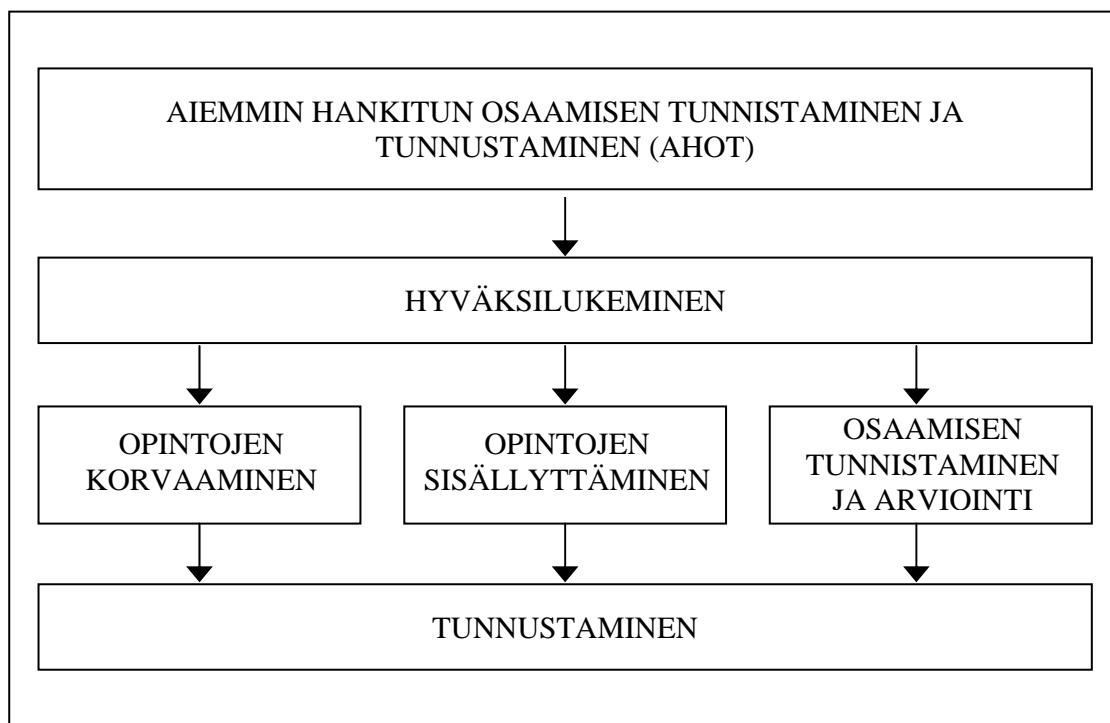 AIEMMIN HANKITUN OSAAMISEN TUNNISTAMINEN JA
TUNNUSTAMINEN (AHOT)
HYVÄKSILUKEMINEN
OPINTOJEN
KORVAAMINEN
OPINTOJEN
SISÄLLYTTÄMINEN
OSAAMISEN
TUNNISTAMINEN
JA ARVIOINTI
TUNNUSTAMINEN